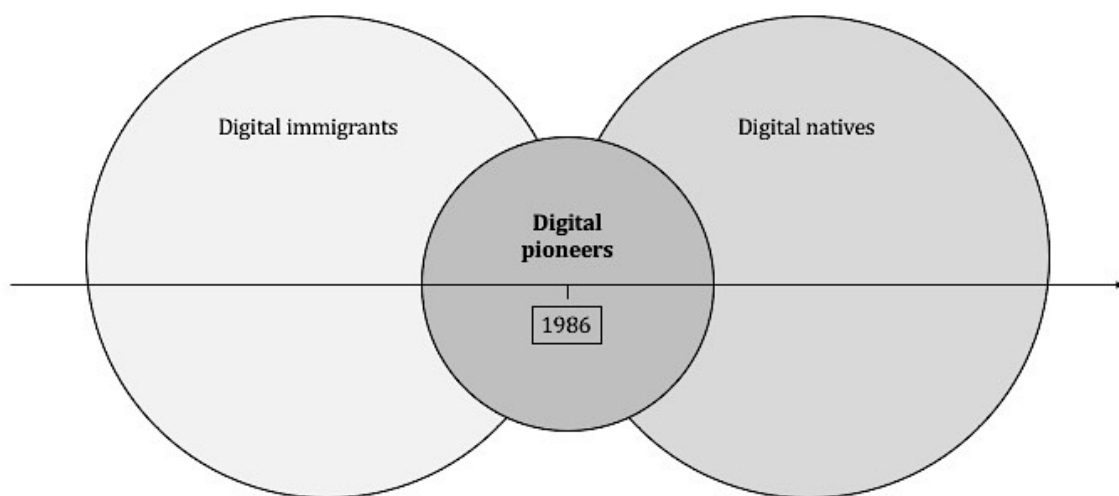 Digital immigrants
Digital natives
Digital
pioneers
1986